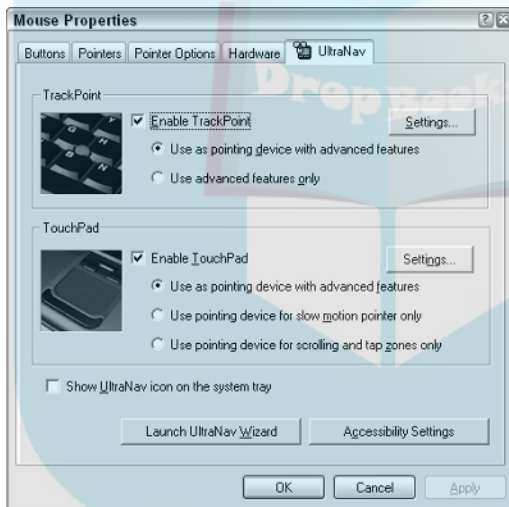 Mouse Properties
Buttons Pointers Pointer Options Hardware UltraNav
DropBook
TrackPoint
Enable TrackPoint
Settings...
Use as pointing device with advanced features
Use advanced features only
TouchPad
Enable TouchPad
Settings...
Use as pointing device with advanced features
Use pointing device for slow motion pointer only
Use pointing device for scrolling and tap zones only
Show UltraNav icon on the system tray
Launch UltraNav Wizard Accessibility Settings
OK Cancel Apply